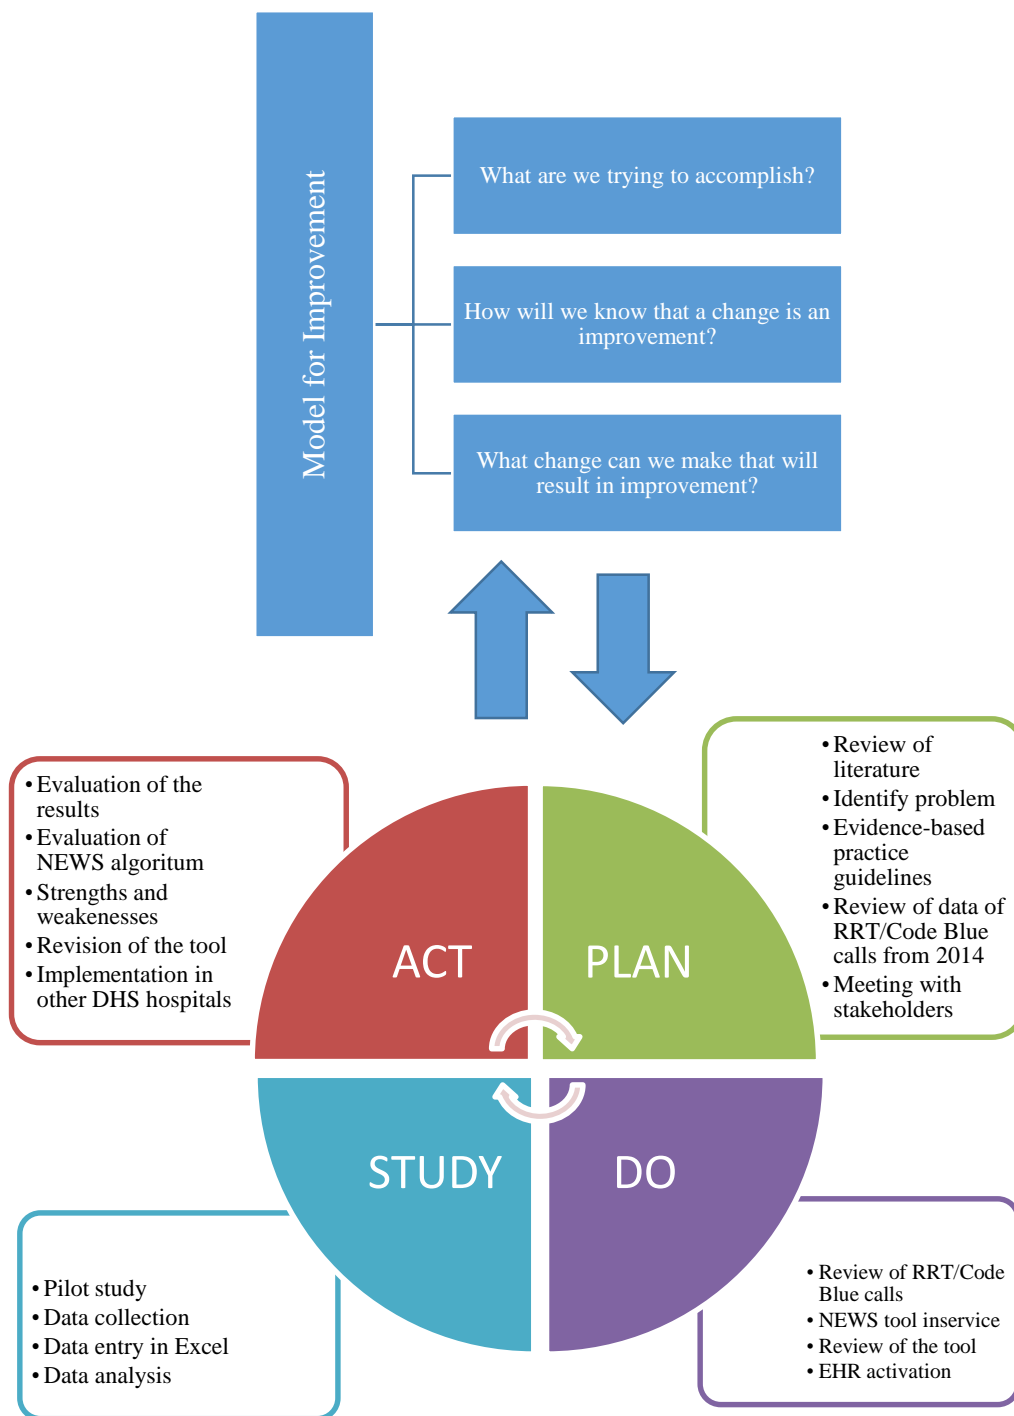 Model for Improvement
What are we trying to accomplish?
How will we know that a change is an
improvement?
What change can we make that will
result in improvement?
• Evaluation of the
results
• Evaluation of
NEWS algoritum
• Strengths and
weakenesses
• Revision of the tool
• Implementation in
other DHS hospitals
ACT
PLAN
• Review of
literature
• Identify problem
• Evidence-based
practice
guidelines
• Review of data of
RRT/Code Blue
calls from 2014
• Meeting with
stakeholders
STUDY
DO
• Pilot study
• Data collection
• Data entry in Excel
• Data analysis
• Review of RRT/Code
Blue calls
• NEWS tool inservice
• Review of the tool
• EHR activation